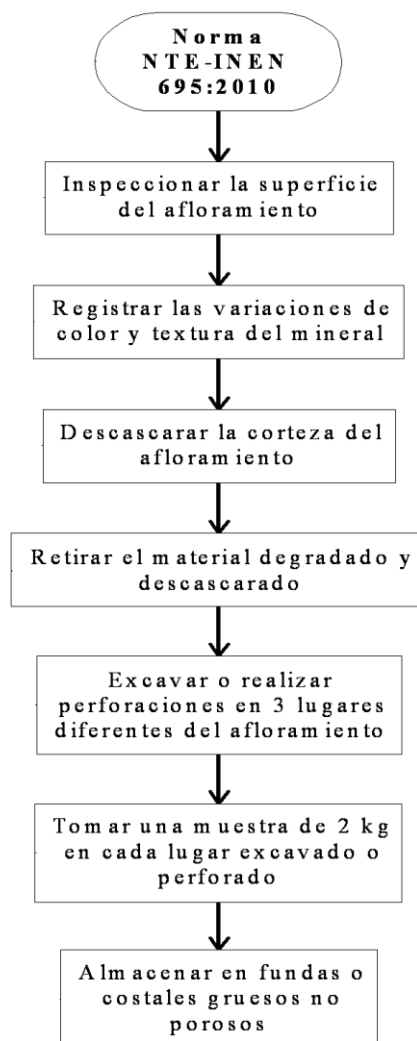 Norma
NTE-INEN
695:2010
Inspeccionar la superficie
del afloramiento
Registrar las variaciones de
color y textura del mineral
Descascarar la corteza del
afloramiento
Retirar el material degradado y
descascarado
Excavar o realizar
perforaciones en 3 lugares
diferentes del afloramiento
Tomar una muestra de 2 kg
en cada lugar excavado o
perforado
Almacenar en fundas o
costales gruesos no
porosos